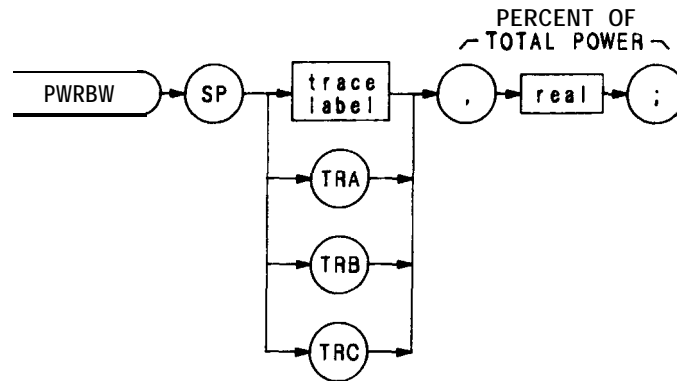 PERCENT OF
TOTAL POWER
PWRBW SP trace label , real ;
TRA
TRB
TRC